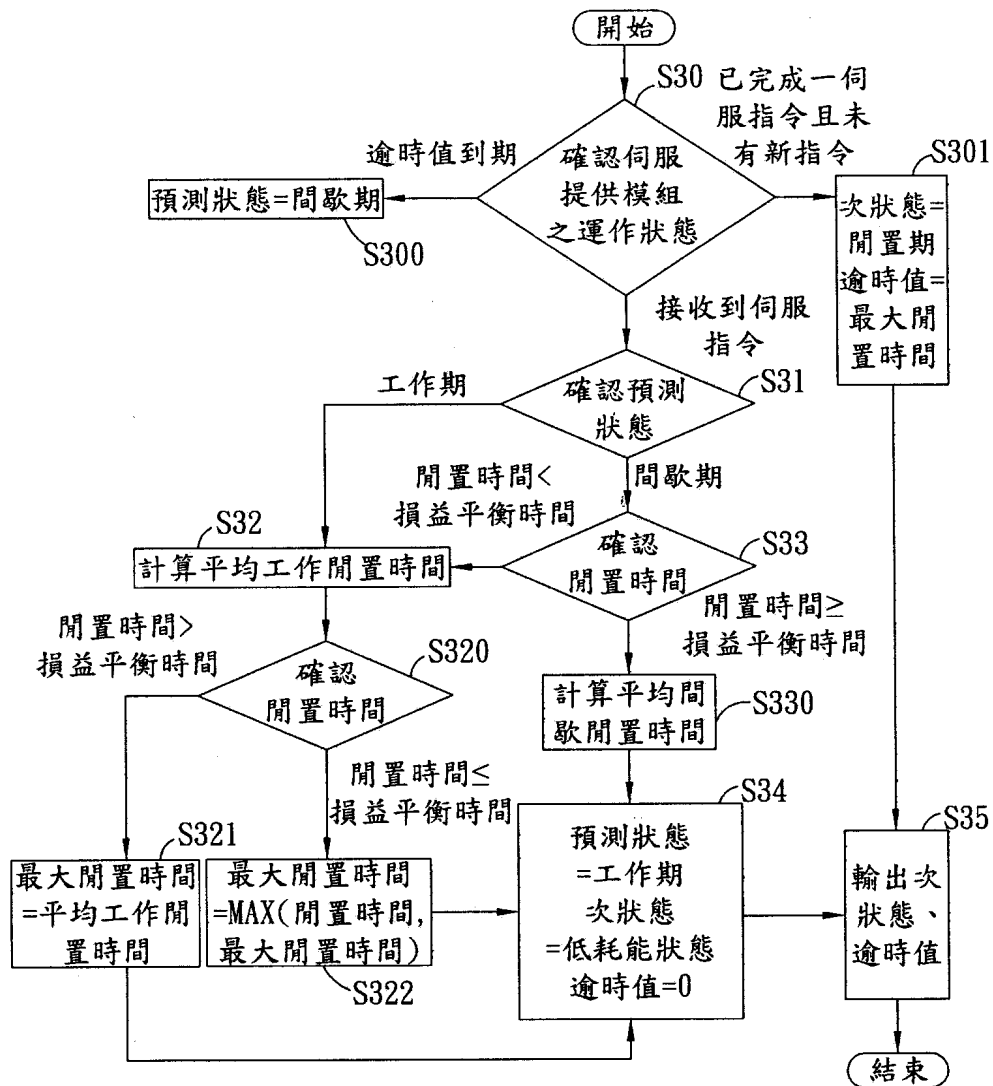 開始
S30
已完成一伺
服指令且未
有新指令
逾時值到期
確認伺服
提供模組
之運作狀態
S301
預測狀態=間歇期
S300
次狀態=
閒置期
逾時值=
最大閒
置時間
接收到伺服
指令
工作期
確認預測
狀態
S31
閒置時間<
損益平衡時間
間歇期
S32
計算平均工作閒置時間
確認
閒置時間
S33
閒置時間≥
損益平衡時間
閒置時間>
損益平衡時間
確認
閒置時間
S320
計算平均間
歇閒置時間
S330
閒置時間≤
損益平衡時間
S321
最大閒置時間
=平均工作閒
置時間
最大閒置時間
=MAX(閒置時間,
最大閒置時間)
S322
S34
預測狀態
=工作期
次狀態
=低耗能狀態
逾時值=0
S35
輸出次
狀態、
逾時值
結束